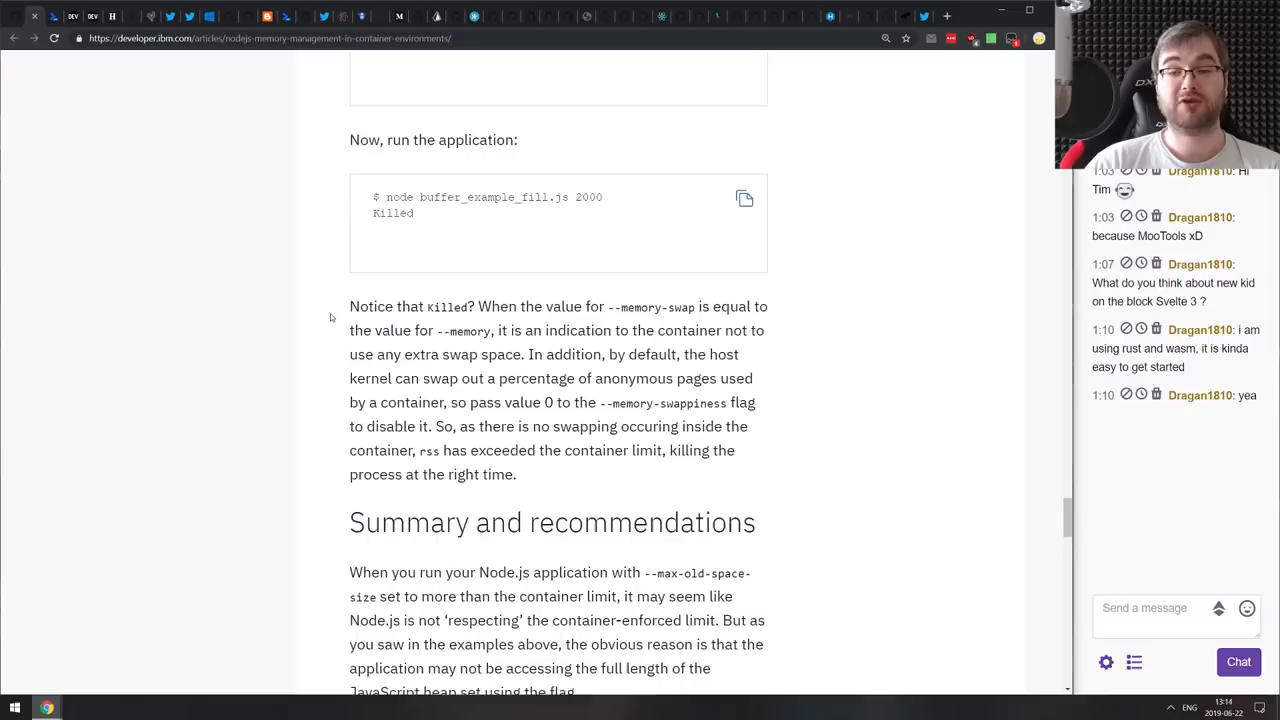 https://developer.ibm.com/articles/nodejs-memory-management-in-container-environments/
Now, run the application:
$ node buffer_example_fill.js 2000
Killed
Notice that Killed? When the value for --memory-swap is equal to
the value for --memory, it is an indication to the container not to
use any extra swap space. In addition, by default, the host
kernel can swap out a percentage of anonymous pages used
by a container, so pass value 0 to the --memory-swappiness flag
to disable it. So, as there is no swapping occuring inside the
container, rss has exceeded the container limit, killing the
process at the right time.
Summary and recommendations
When you run your Node.js application with --max-old-space-
size set to more than the container limit, it may seem like
Node.js is not ‘respecting’ the container-enforced limit. But as
you saw in the examples above, the obvious reason is that the
application may not be accessing the full length of the
JavaScript heap set using the flag.
1:03 Dragan1810: Hi
Tim
1:03 Dragan1810:
because MooTools xD
1:07 Dragan1810:
What do you think about new kid
on the block Svelte 3 ?
1:10 Dragan1810: i am
using rust and wasm, it is kinda
easy to get started
1:10 Dragan1810: yea
Send a message
Chat
ENG
13:14
2019-06-22